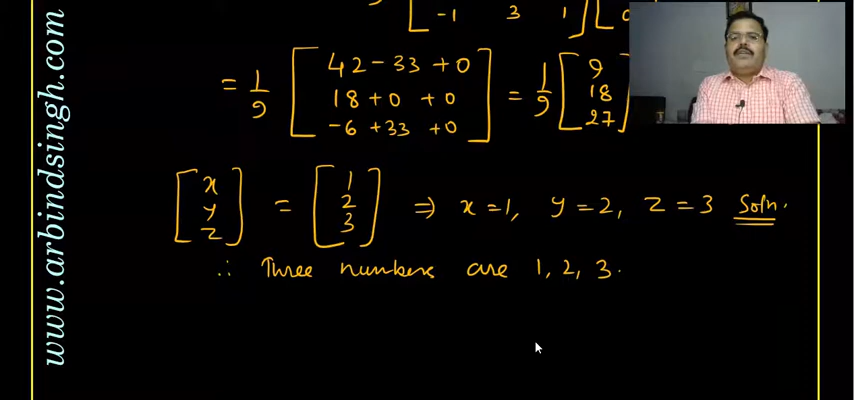 [ -1 3 1 ] [ 0
= 1/9 [ 42 - 33 + 0
18 + 0 + 0
-6 + 33 + 0 ] = 1/9 [ 9
18
27 ]
[ x
y
z ] = [ 1
2
3 ] ⇒ x = 1, y = 2, z = 3 Soln.
∴ Three numbers are 1, 2, 3.
www.arbindsingh.com